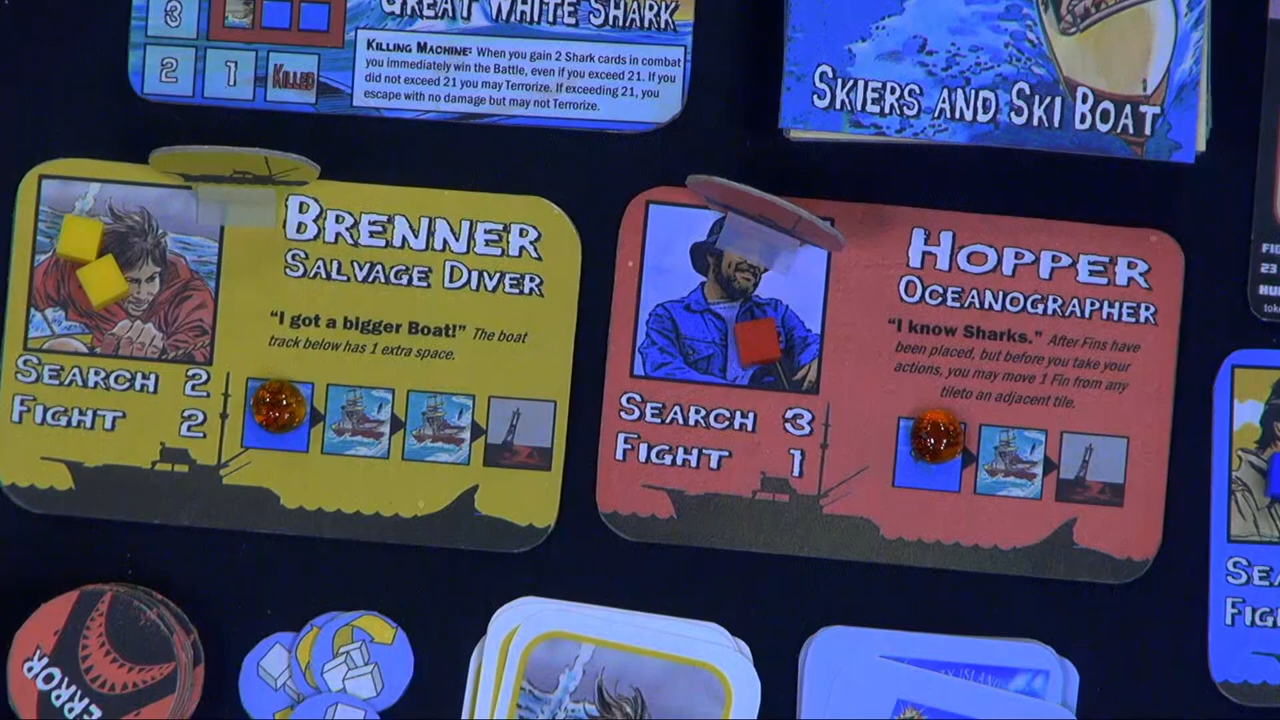 3
GREAT WHITE SHARK
2 1 KILLED
KILLING MACHINE: When you gain 2 Shark cards in combat
you immediately win the Battle, even if you exceed 21. If you
did not exceed 21 you may Terrorize. If exceeding 21, you
escape with no damage but may not Terrorize.
SKIERS AND SKI BOAT
BRENNER
SALVAGE DIVER
"I got a bigger Boat!" The boat
track below has 1 extra space.
SEARCH 2
FIGHT 2
HOPPER
OCEANOGRAPHER
"I know Sharks." After Fins have
been placed, but before you take your
actions, you may move 1 Fin from any
tileto an adjacent tile.
SEARCH 3
FIGHT 1
23
SEA
FIG
ERROR